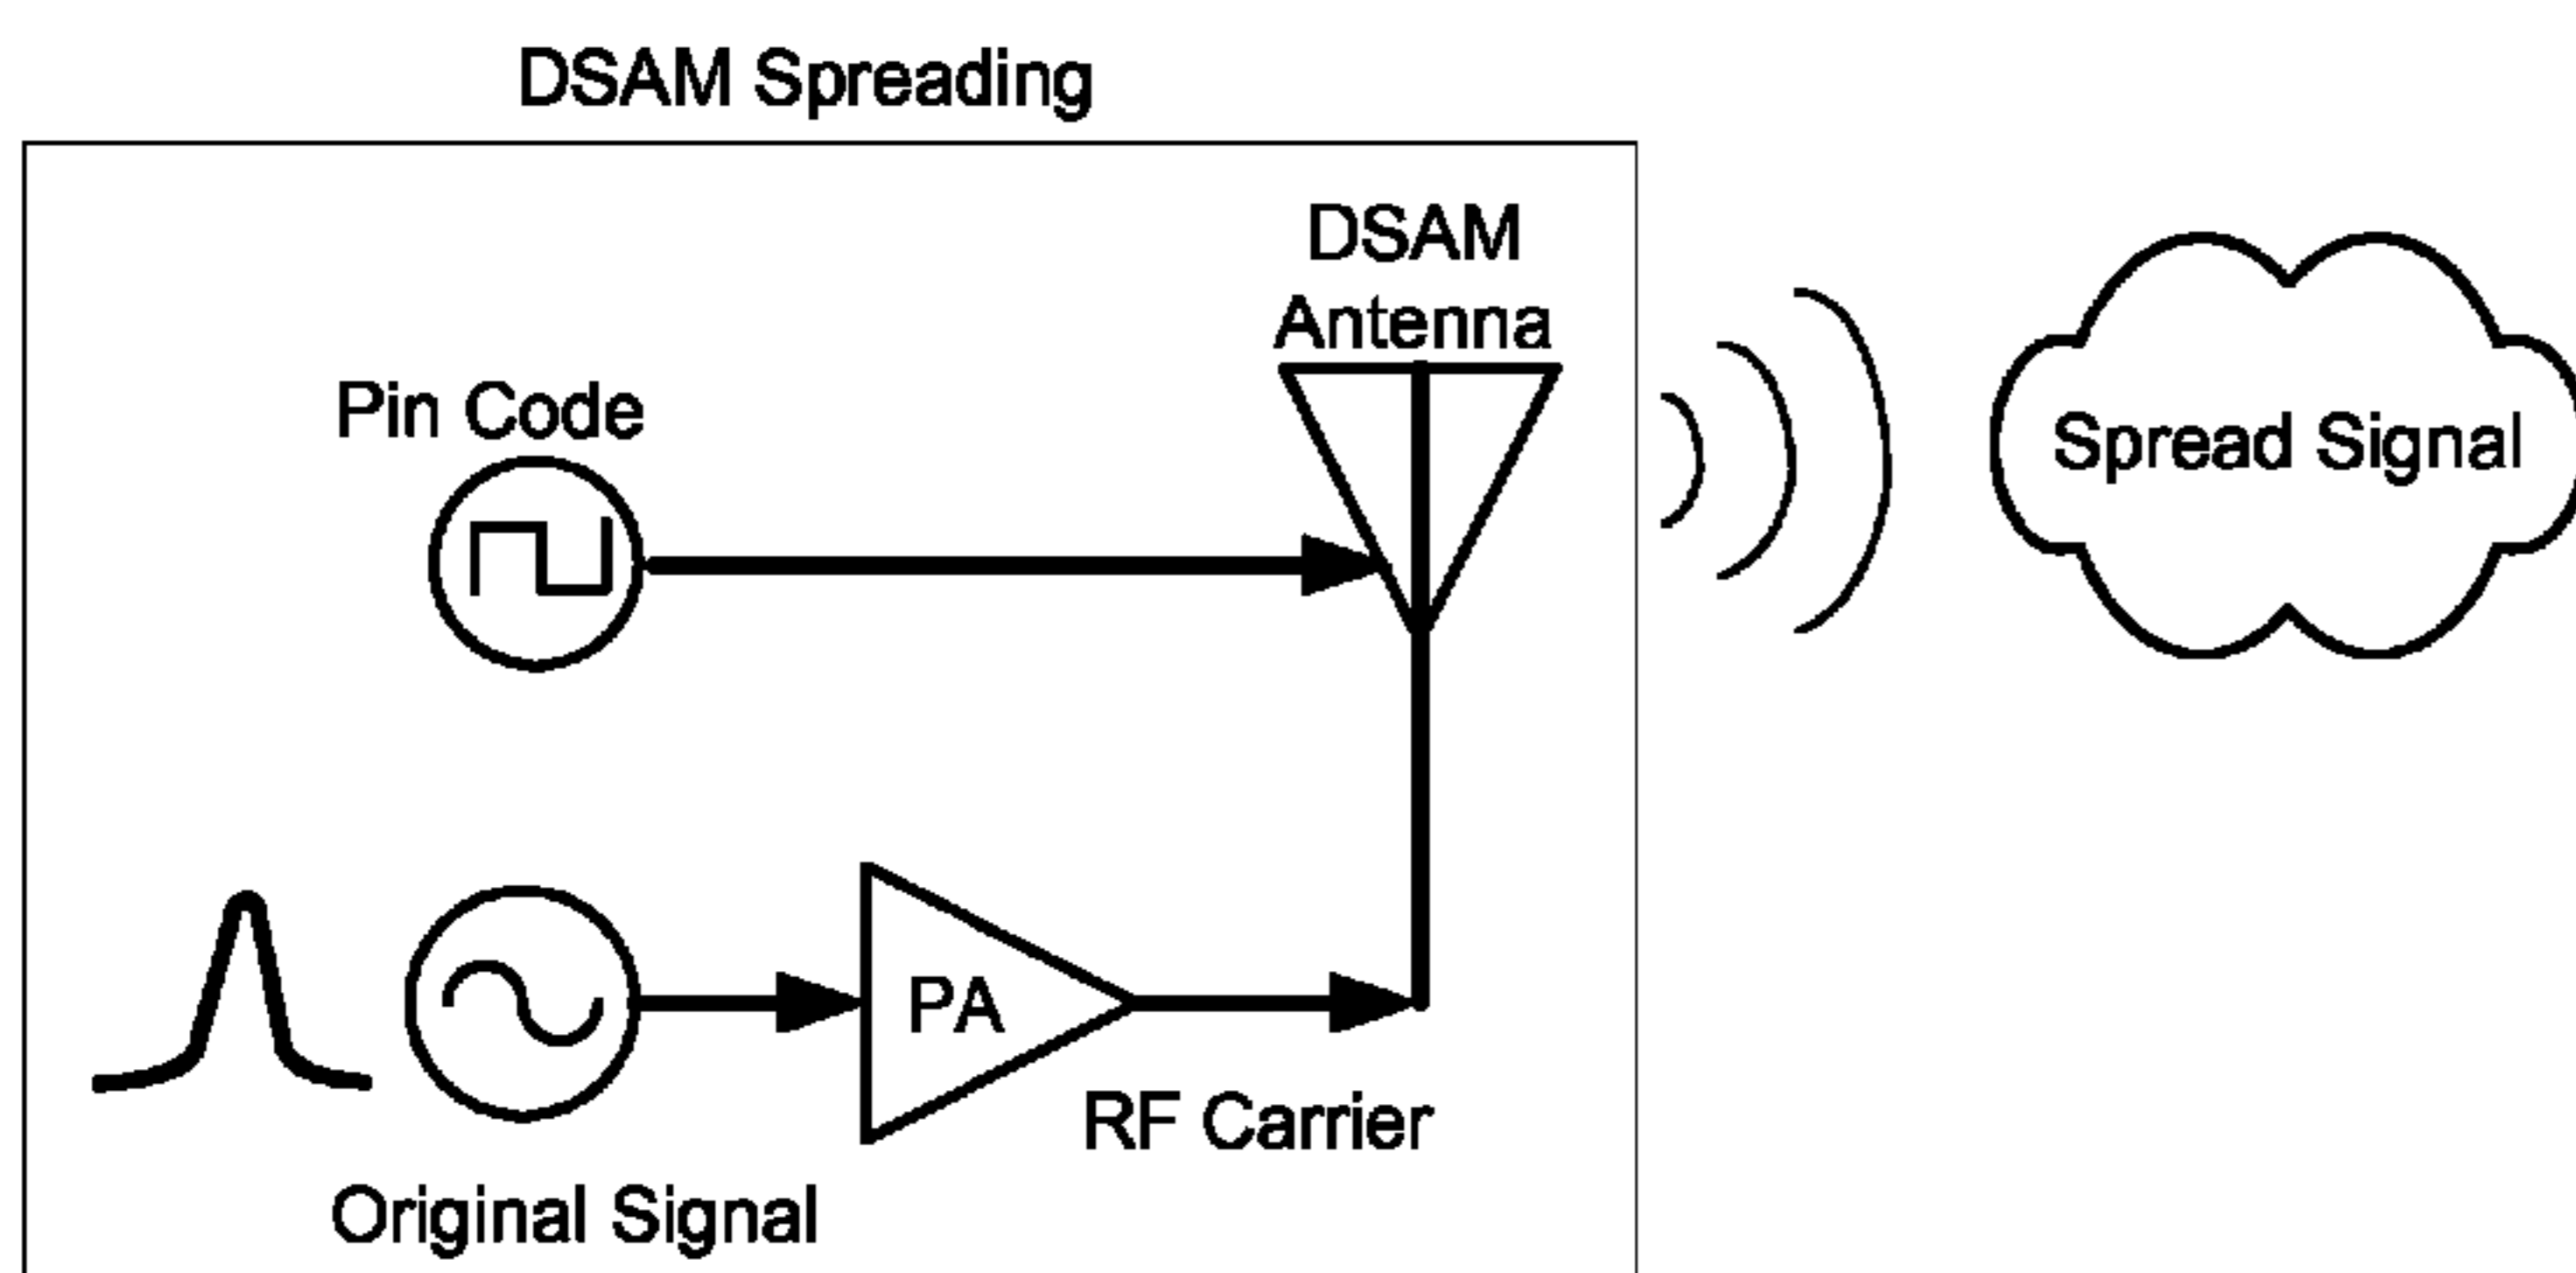 DSAM Spreading
DSAM
Antenna
Pin Code
Spread Signal
PA
RF Carrier
Original Signal